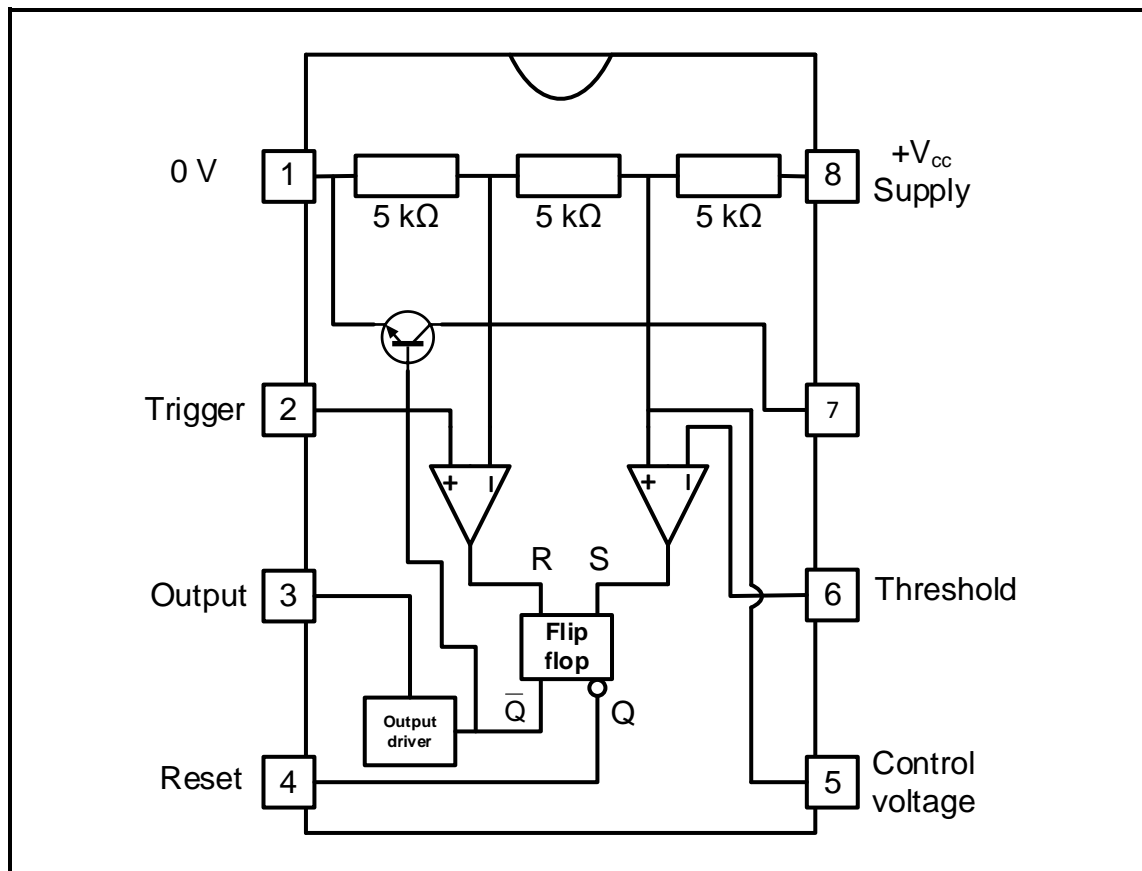 0 V
1
5 kΩ
5 kΩ
5 kΩ
8
+Vcc
Supply
Trigger
2
7
+
−
+
−
R
S
Output
3
6
Threshold
Flip
flop
Q̅
Q
Output
driver
Reset
4
5
Control
voltage